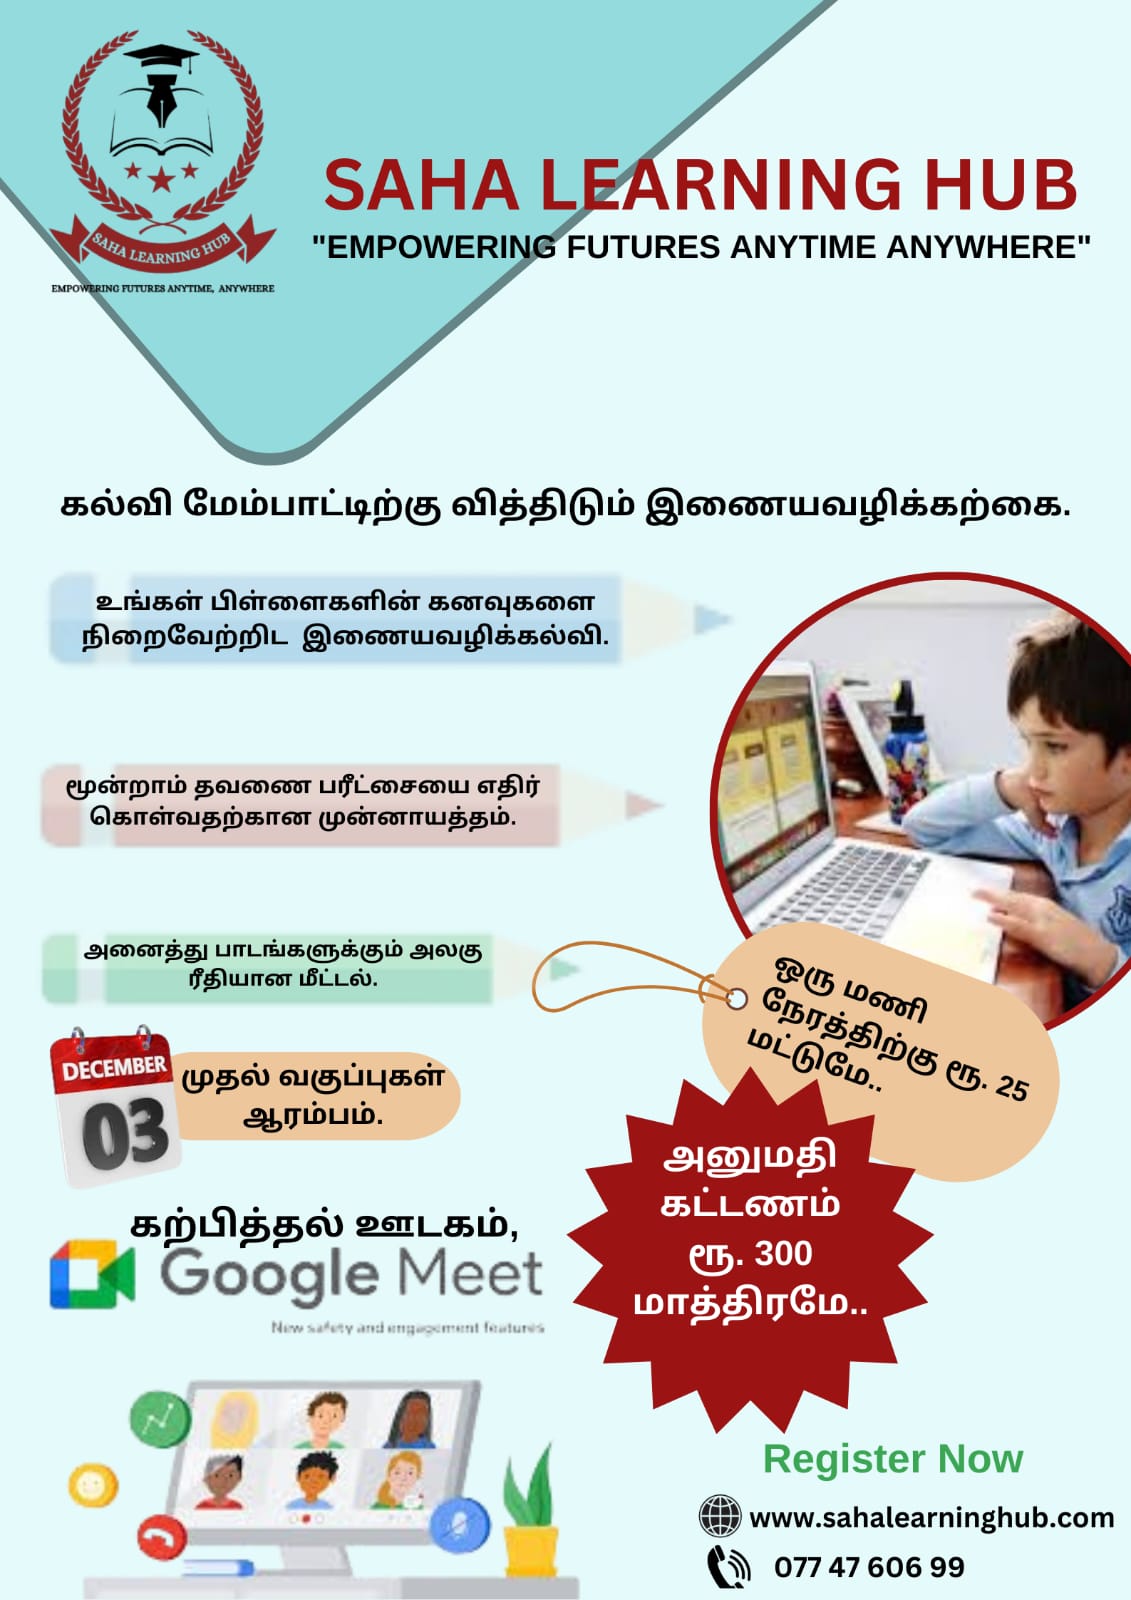 SAHA LEARNING HUB
EMPOWERING FUTURES ANYTIME, ANYWHERE
SAHA LEARNING HUB
"EMPOWERING FUTURES ANYTIME ANYWHERE"
கல்வி மேம்பாட்டிற்கு வித்திடும் இணையவழிக்கற்கை.
உங்கள் பிள்ளைகளின் கனவுகளை
நிறைவேற்றிட இணையவழிக்கல்வி.
மூன்றாம் தவணை பரீட்சையை எதிர்
கொள்வதற்கான முன்னாயத்தம்.
அனைத்து பாடங்களுக்கும் அலகு
ரீதியான மீட்டல்.
ஒரு மணி
நேரத்திற்கு ரூ. 25
மட்டுமே..
DECEMBER
03
முதல் வகுப்புகள்
ஆரம்பம்.
அனுமதி
கட்டணம்
ரூ. 300
மாத்திரமே..
கற்பித்தல் ஊடகம்,
Google Meet
New safety and engagement features
Register Now
www.sahalearninghub.com
077 47 606 99